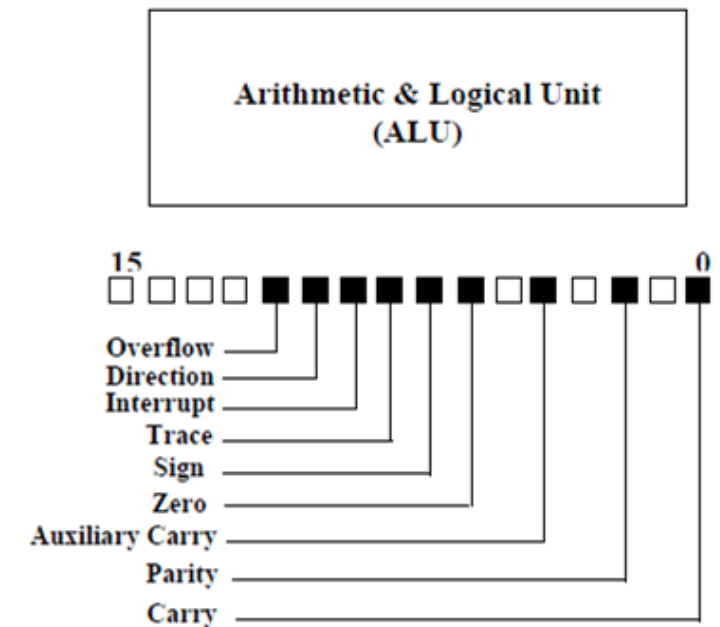 Arithmetic & Logical Unit
(ALU)
15 0
Overflow
Direction
Interrupt
Trace
Sign
Zero
Auxiliary Carry
Parity
Carry